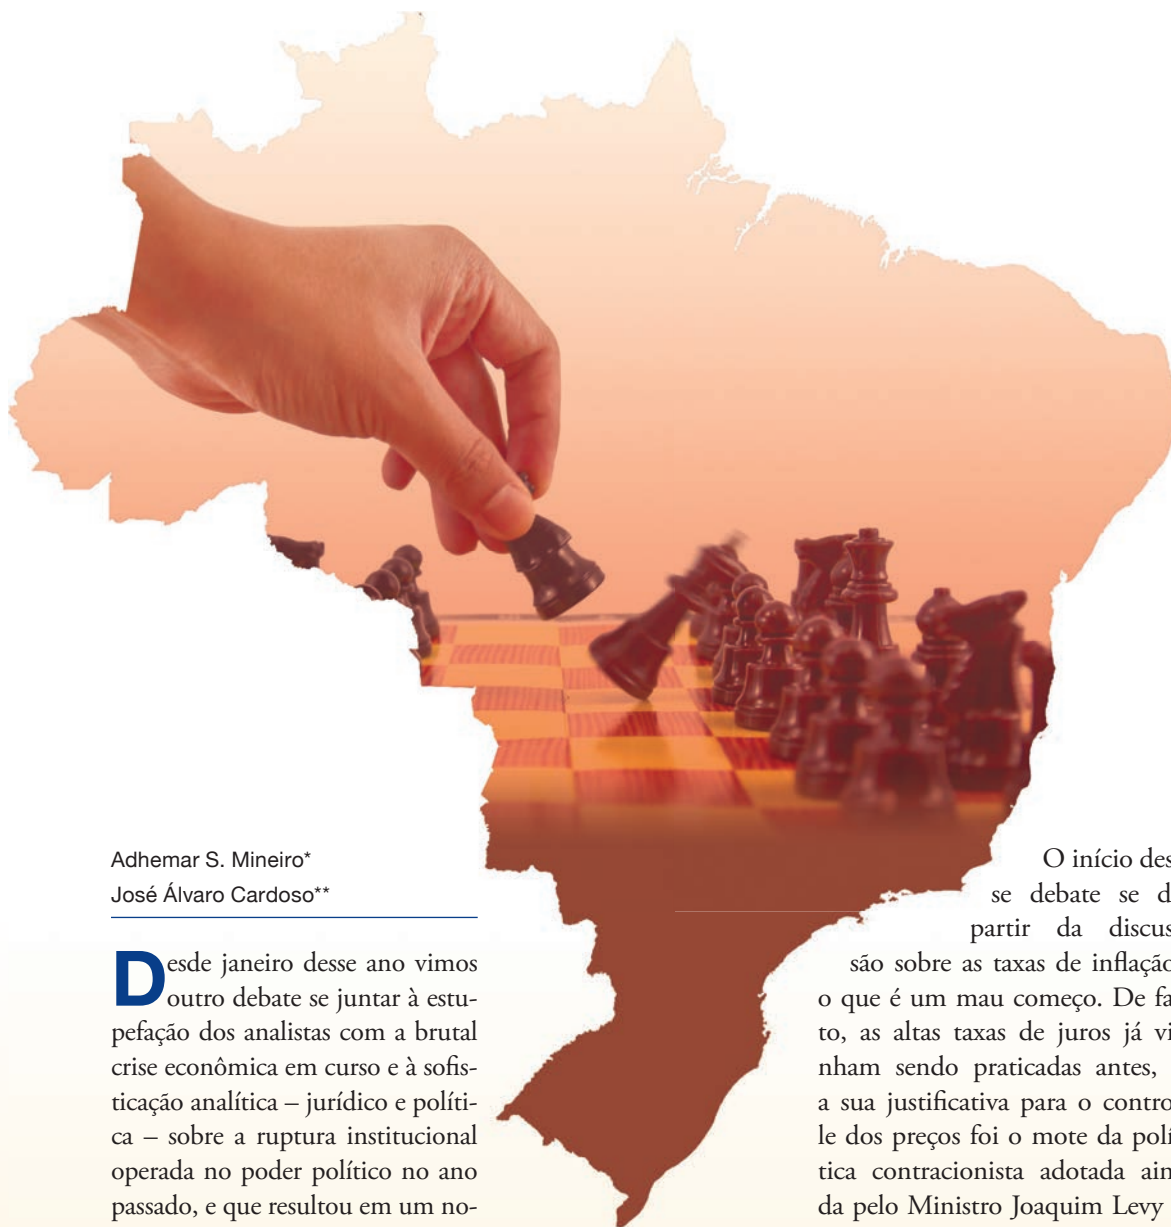 Adhemar S. Mineiro*
José Álvaro Cardoso**
Desde janeiro desse ano vimos
outro debate se juntar à estu-
pefação dos analistas com a brutal
crise econômica em curso e à sofis-
ticação analítica – jurídico e políti-
ca – sobre a ruptura institucional
operada no poder político no ano
passado, e que resultou em um no-
O início des
se debate se d
partir da discus
são sobre as taxas de inflação
o que é um mau começo. De fa
to, as altas taxas de juros já vi
nham sendo praticadas antes,
a sua justificativa para o contro
le dos preços foi o mote da polí
tica contracionista adotada ain
da pelo Ministro Joaquim Levy